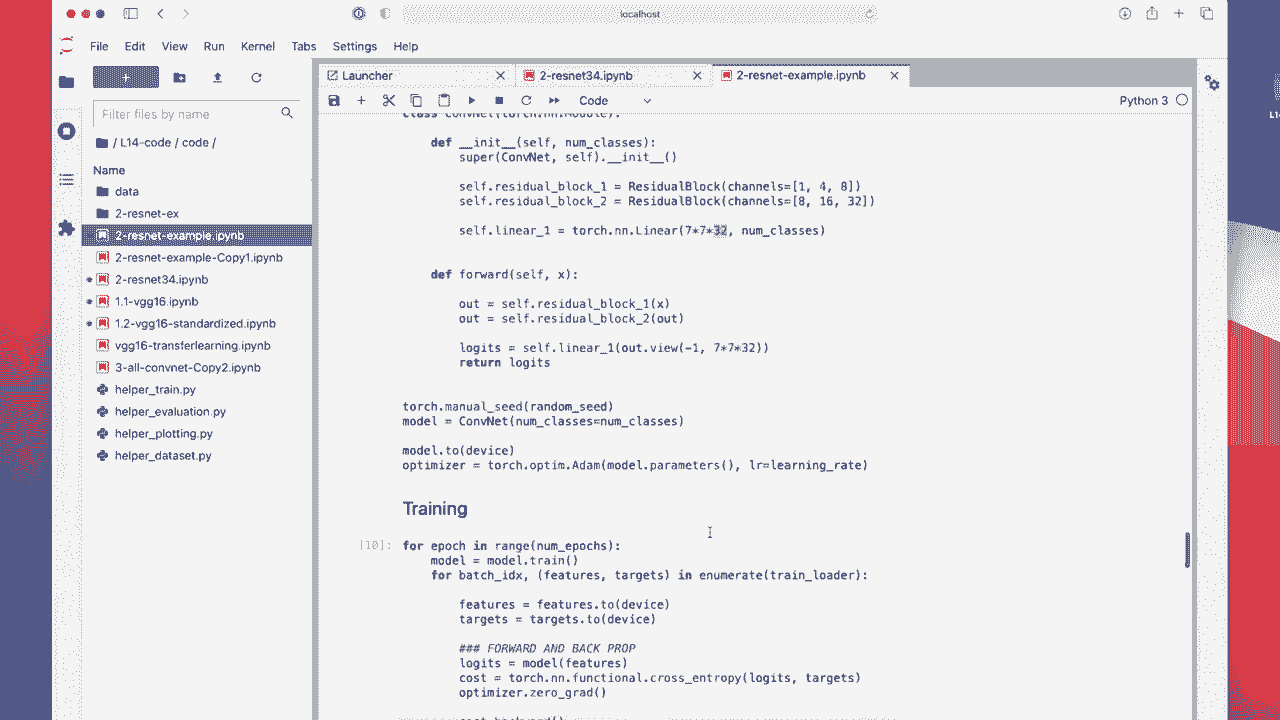 localhost
File Edit View Run Kernel Tabs Settings Help
Launcher
2-resnet34.ipynb
2-resnet-example.ipynb
Code
Python 3
Filter files by name
/ L14-code / code /
Name
data
2-resnet-ex
2-resnet-example.ipynb
2-resnet-example-Copy1.ipynb
2-resnet34.ipynb
1.1-vgg16.ipynb
1.2-vgg16-standardized.ipynb
vgg16-transferlearning.ipynb
3-all-convnet-Copy2.ipynb
helper_train.py
helper_evaluation.py
helper_plotting.py
helper_dataset.py
class ConvNet(torch.nn.Module):
def __init__(self, num_classes):
super(ConvNet, self).__init__()
self.residual_block_1 = ResidualBlock(channels=[1, 4, 8])
self.residual_block_2 = ResidualBlock(channels=[8, 16, 32])
self.linear_1 = torch.nn.Linear(7*7*32, num_classes)
def forward(self, x):
out = self.residual_block_1(x)
out = self.residual_block_2(out)
logits = self.linear_1(out.view(-1, 7*7*32))
return logits
torch.manual_seed(random_seed)
model = ConvNet(num_classes=num_classes)
model.to(device)
optimizer = torch.optim.Adam(model.parameters(), lr=learning_rate)
Training
[10]: for epoch in range(num_epochs):
model = model.train()
for batch_idx, (features, targets) in enumerate(train_loader):
features = features.to(device)
targets = targets.to(device)
### FORWARD AND BACK PROP
logits = model(features)
cost = torch.nn.functional.cross_entropy(logits, targets)
optimizer.zero_grad()